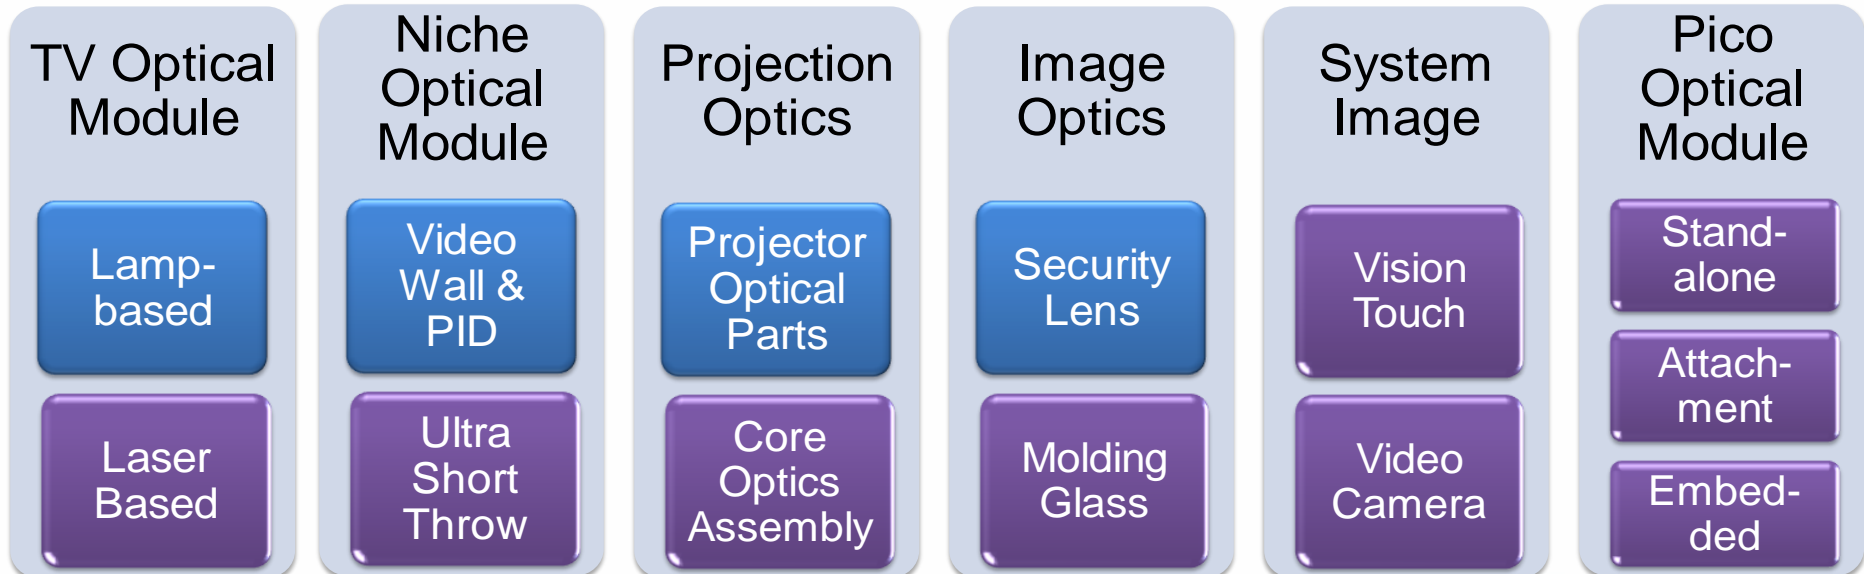 TV Optical
Module
Lamp-
based
Laser
Based
Niche
Optical
Module
Video
Wall &
PID
Ultra
Short
Throw
Projection
Optics
Projector
Optical
Parts
Core
Optics
Assembly
Image
Optics
Security
Lens
Molding
Glass
System
Image
Vision
Touch
Video
Camera
Pico
Optical
Module
Stand-
alone
Attach-
ment
Embed-
ded